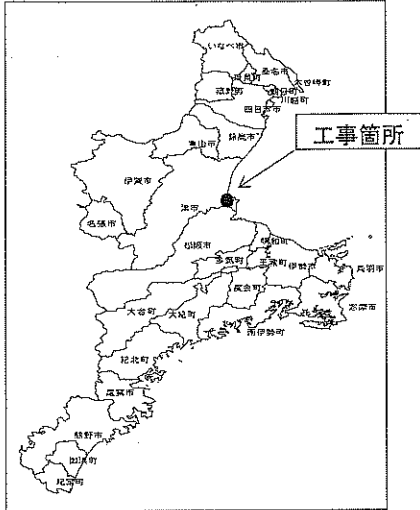 いなべ市
桑名市
東員町
木曽岬町
菰野町
朝日町
川越町
四日市市
鈴鹿市
亀山市
工事箇所
伊賀市
津市
名張市
松阪市
明和町
多気町
玉城町
伊勢市
鳥羽市
度会町
志摩市
大台町
大紀町
南伊勢町
紀北町
尾鷲市
熊野市
御浜町
紀宝町